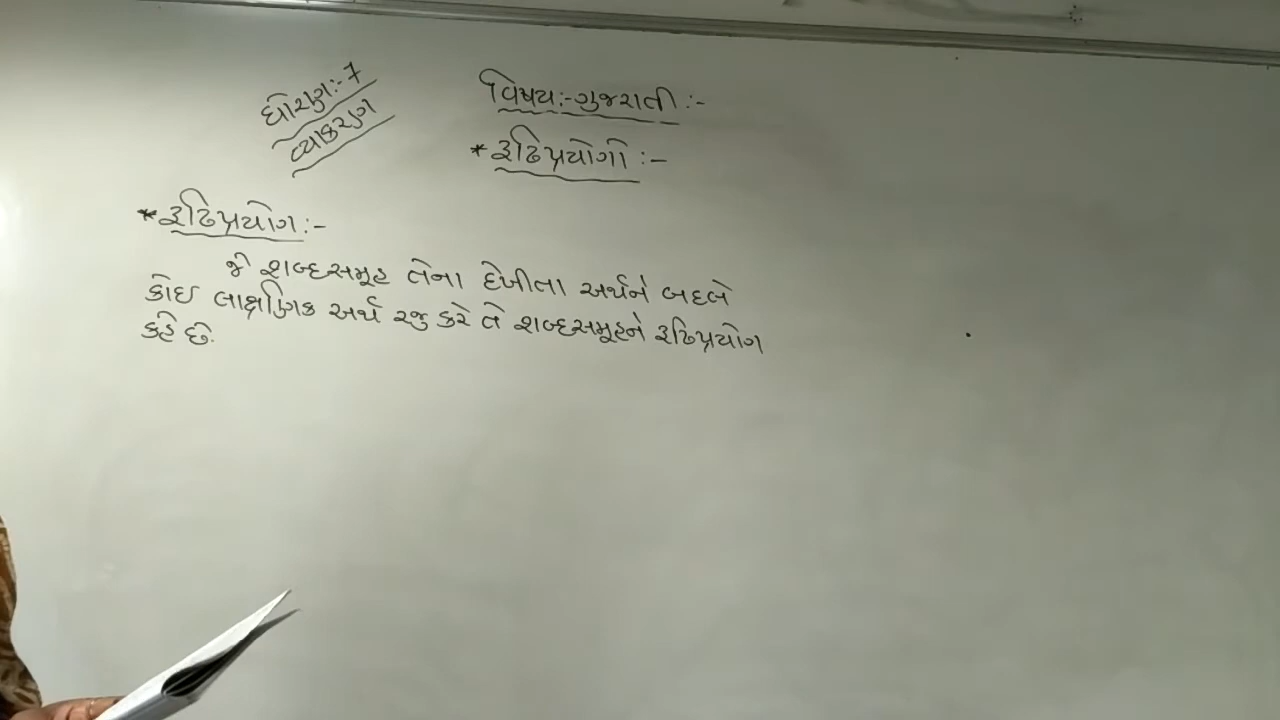 ધોરણ:-7
વ્યાકરણ
વિષય:-ગુજરાતી:-
* રૂઢિપ્રયોગો :-
* રૂઢિપ્રયોગ:-
જે શબ્દસમૂહ તેના દેખીતા અર્થને બદલે
કોઇ લાક્ષણિક અર્થ રજુ કરે તે શબ્દસમૂહને રૂઢિપ્રયોગ
કહે છે.